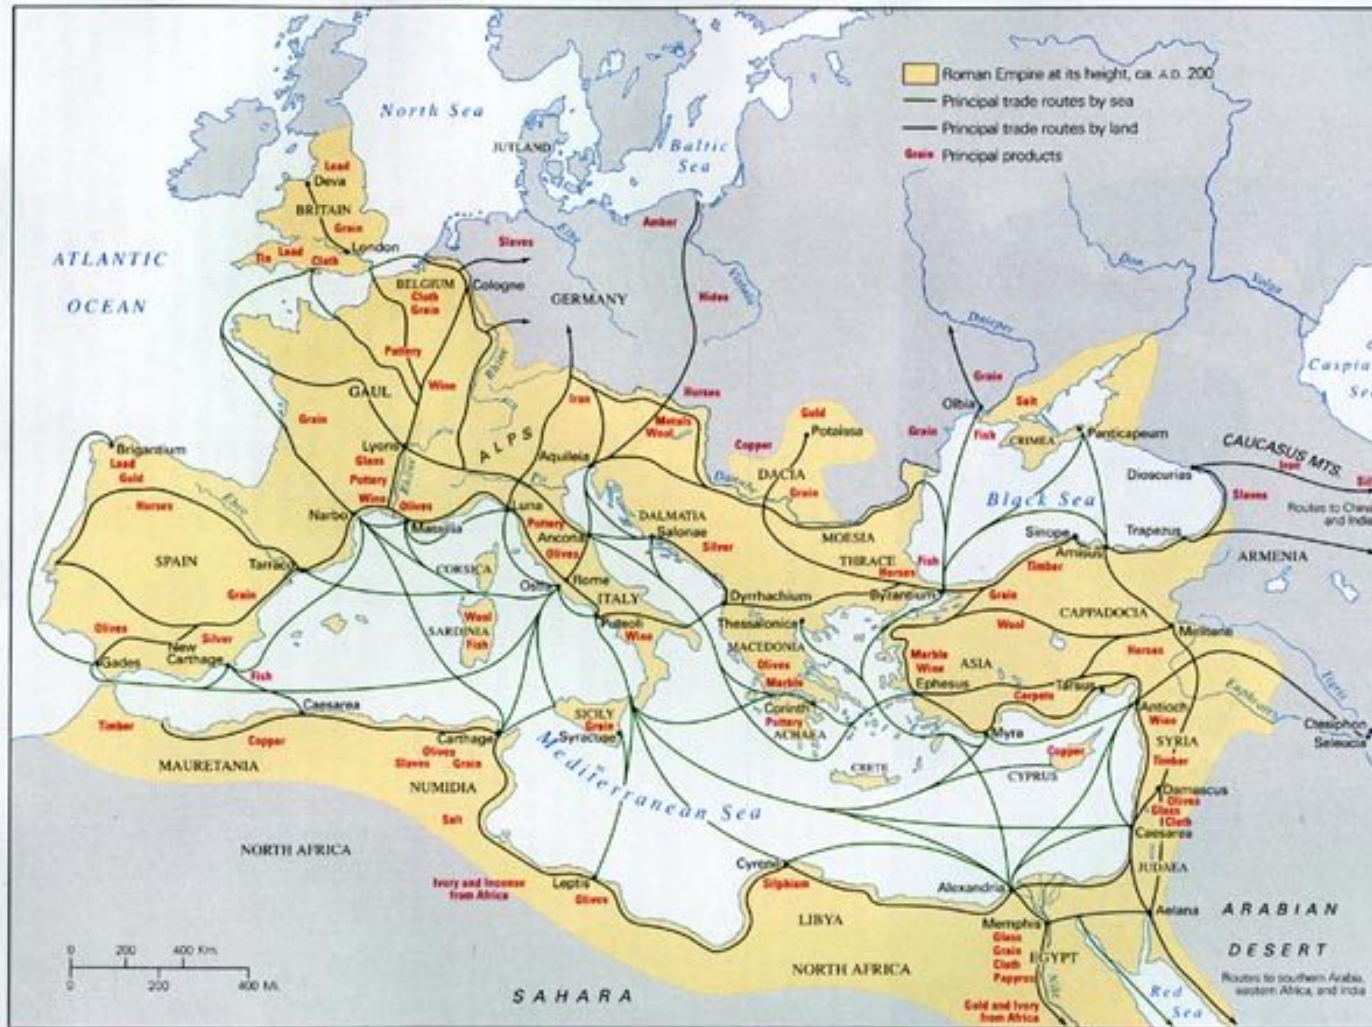 Roman Empire at its height, ca. A.D. 200
Principal trade routes by sea
Principal trade routes by land
Grain Principal products
North Sea
JUTLAND
Baltic
Sea
Lead
Deva
BRITAIN
Grain
London
Tin
Lead
Cloth
ATLANTIC
OCEAN
Slaves
Elbe
Amber
Vistula
Hides
BELGIUM
Cloth
Grain
Cologne
GERMANY
Don
Volga
Dnieper
Caspia
Se
Pottery
Rhine
GAUL
Wine
Iron
Horses
Grain
Metals
Wool
Grain
Olbia
Salt
Fish
CRIMEA
Panticapeum
Grain
Gold
Potaissa
Copper
DACIA
Grain
Brigantium
Lead
Gold
Horses
Ebro
Lyons
ALPS
Glass
Pottery
Wine
Rhone
Olives
Aquileia
Po
Danube
CAUCASUS MTS.
Iron
Sil
Dioscurias
Slaves
Routes to Chin
and Ind
Black Sea
Narbo
Massilia
Luna
Pottery
Ancona
Olives
DALMATIA
Salonae
Silver
MOESIA
THRACE
Fish
Horses
Byzantium
Sinope
Amisus
Trapezus
Timber
ARMENIA
SPAIN
Tarraco
CORSICA
Ostia
Rome
ITALY
Dyrrhachium
Grain
CAPPADOCIA
Grain
Wool
SARDINIA
Fish
Puteoli
Wine
Thessalonica
MACEDONIA
Olives
Marble
Wool
Melitene
Horses
Olives
Silver
New
Carthage
Gades
Fish
Marble
Wine
ASIA
Ephesus
Carpets
Tarsus
Euphrates
Tigris
Corinth
Pottery
ACHAEA
Antioch
Wine
Ctesiphon
Seleucia
Caesarea
Timber
Copper
MAURETANIA
Carthage
Olives
Slaves
Grain
NUMIDIA
SICILY
Grain
Syracuse
Mediterranean Sea
CRETE
Myra
Copper
CYPRUS
SYRIA
Timber
Damascus
Olives
Glass
Cloth
Caesarea
JUDAEA
Salt
NORTH AFRICA
Ivory and Incense
from Africa
Leptis
Olives
Cyrene
Silphium
LIBYA
Alexandria
Memphis
Glass
Grain
Cloth
Papyrus
EGYPT
Nile
Gold and Ivory
from Africa
Aelana
ARABIAN
DESERT
Routes to southern Arabia,
eastern Africa, and India
Red
Sea
NORTH AFRICA
SAHARA
0 200 400 Km.
0 200 400 Mi.